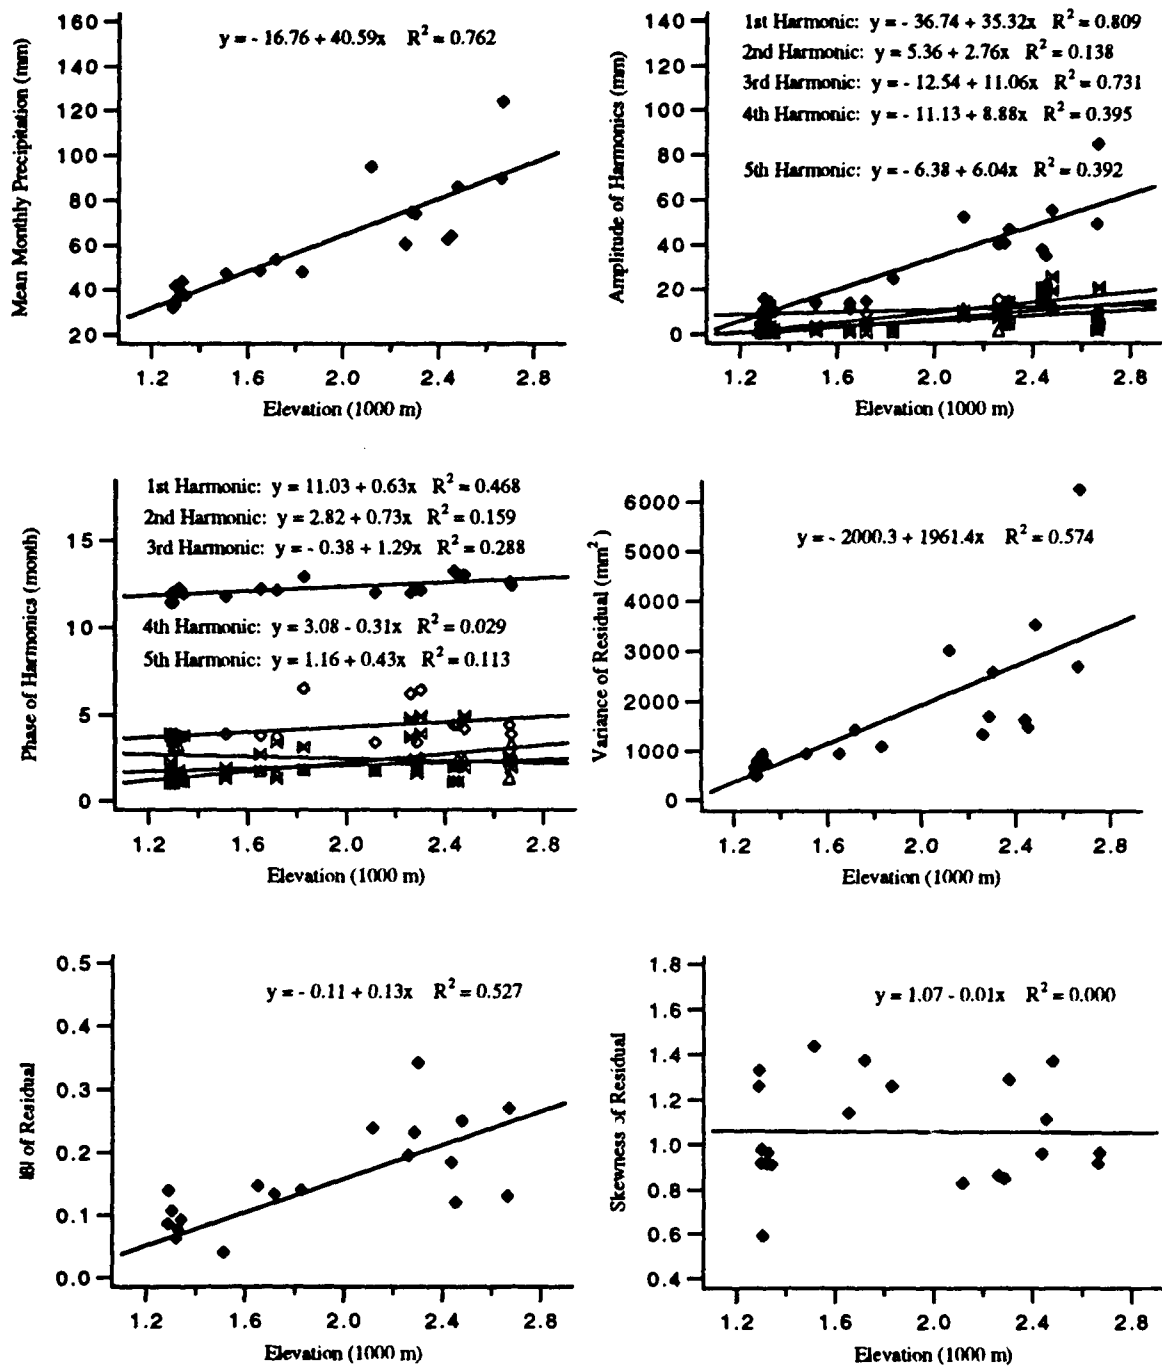 160
140
120
100
80
60
40
20
Mean Monthly Precipitation (mm)
y = - 16.76 + 40.59x R² = 0.762
1.2 1.6 2.0 2.4 2.8
Elevation (1000 m)
140
120
100
80
60
40
20
0
Amplitude of Harmonics (mm)
1st Harmonic: y = - 36.74 + 35.32x R² = 0.809
2nd Harmonic: y = 5.36 + 2.76x R² = 0.138
3rd Harmonic: y = - 12.54 + 11.06x R² = 0.731
4th Harmonic: y = - 11.13 + 8.88x R² = 0.395
5th Harmonic: y = - 6.38 + 6.04x R² = 0.392
1.2 1.6 2.0 2.4 2.8
Elevation (1000 m)
15
10
5
0
Phase of Harmonics (month)
1st Harmonic: y = 11.03 + 0.63x R² = 0.468
2nd Harmonic: y = 2.82 + 0.73x R² = 0.159
3rd Harmonic: y = - 0.38 + 1.29x R² = 0.288
4th Harmonic: y = 3.08 - 0.31x R² = 0.029
5th Harmonic: y = 1.16 + 0.43x R² = 0.113
1.2 1.6 2.0 2.4 2.8
Elevation (1000 m)
6000
5000
4000
3000
2000
1000
0
Variance of Residual (mm²)
y = - 2000.3 + 1961.4x R² = 0.574
1.2 1.6 2.0 2.4 2.8
Elevation (1000 m)
0.5
0.4
0.3
0.2
0.1
0.0
of Residual
y = - 0.11 + 0.13x R² = 0.527
1.2 1.6 2.0 2.4 2.8
Elevation (1000 m)
1.8
1.6
1.4
1.2
1.0
0.8
0.6
0.4
Skewness of Residual
y = 1.07 - 0.01x R² = 0.000
1.2 1.6 2.0 2.4 2.8
Elevation (1000 m)